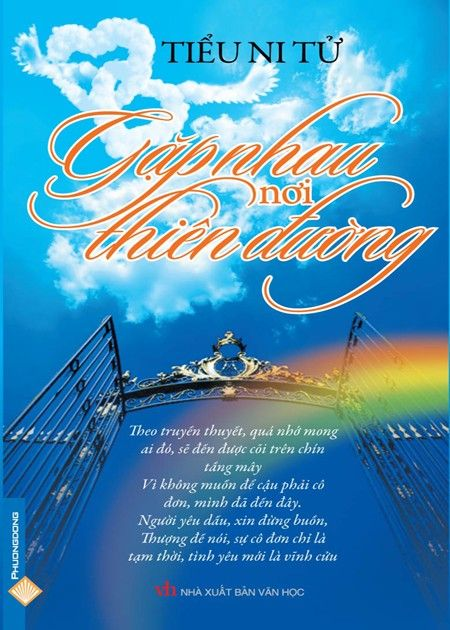 TIỂU NI TỬ
Gặp nhau
nơi
thiên đường
Theo truyền thuyết, quá nhớ mong
ai đó, sẽ đến được cõi trên chín
tầng mây
Vì không muốn để cậu phải cô
đơn, mình đã đến đây.
Người yêu dấu, xin đừng buồn,
Thượng đế nói, sự cô đơn chỉ là
tạm thời, tình yêu mới là vĩnh cửu
vh NHÀ XUẤT BẢN VĂN HỌC
PHUONGDONG